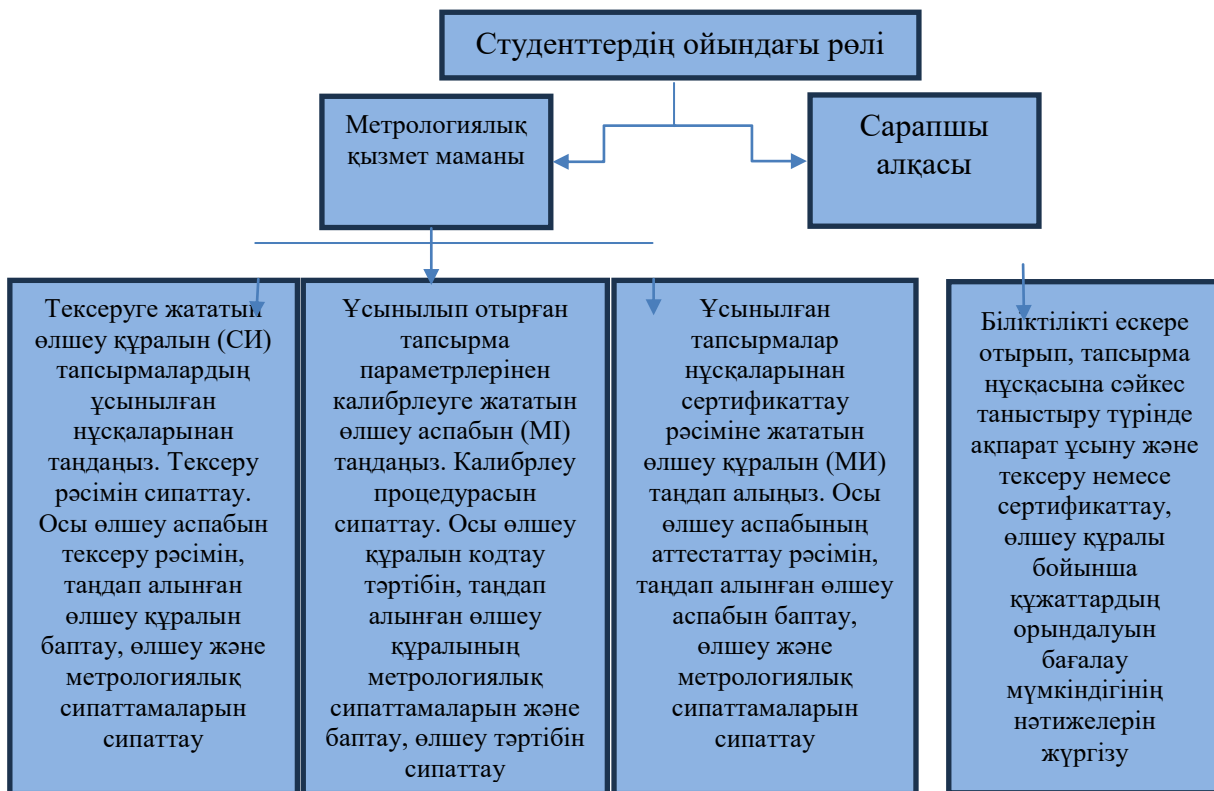 Студенттердің ойындағы рөлі
Метрологиялық
қызмет маманы
Сарапшы
алқасы
Тексеруге жататын
өлшеу құралын (СИ)
тапсырмалардың
ұсынылған
нұсқаларынан
таңдаңыз. Тексеру
рәсімін сипаттау.
Осы өлшеу аспабын
тексеру рәсімін,
таңдап алынған
өлшеу құралын
баптау, өлшеу және
метрологиялық
сипаттамаларын
сипаттау
Ұсынылып отырған
тапсырма
параметрлерінен
калибрлеуге жататын
өлшеу аспабын (MI)
таңдаңыз. Калибрлеу
процедурасын
сипаттау. Осы өлшеу
құралын кодтау
тәртібін, таңдап
алынған өлшеу
құралының
метрологиялық
сипаттамаларын және
баптау, өлшеу тәртібін
сипаттау
Ұсынылған
тапсырмалар
нұсқаларынан
сертификаттау
рәсіміне жататын
өлшеу құралын (МИ)
таңдап алыңыз. Осы
өлшеу аспабының
аттестаттау рәсімін,
таңдап алынған өлшеу
аспабын баптау,
өлшеу және
метрологиялық
сипаттамаларын
сипаттау
Біліктілікті ескере
отырып, тапсырма
нұсқасына сәйкес
таныстыру түрінде
ақпарат ұсыну және
тексеру немесе
сертификаттау,
өлшеу құралы
бойынша
құжаттардың
орындалуын
бағалау
мүмкіндігінің
нәтижелерін
жүргізу